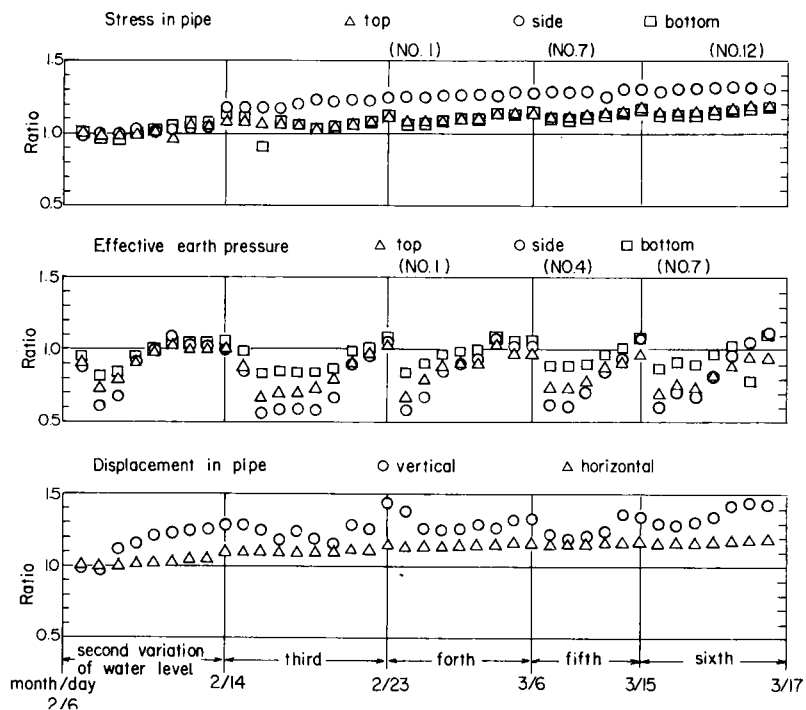 Stress in pipe △ top ○ side □ bottom
(NO. 1) (NO.7) (NO.12)
1.5
1.0
0.5
Ratio
Effective earth pressure △ top ○ side □ bottom
(NO.1) (NO.4) (NO.7)
1.5
1.0
0.5
Ratio
Displacement in pipe ○ vertical △ horizontal
1.5
1.0
0.5
Ratio
second variation of water level third forth fifth sixth
month/day
2/6 2/14 2/23 3/6 3/15 3/17